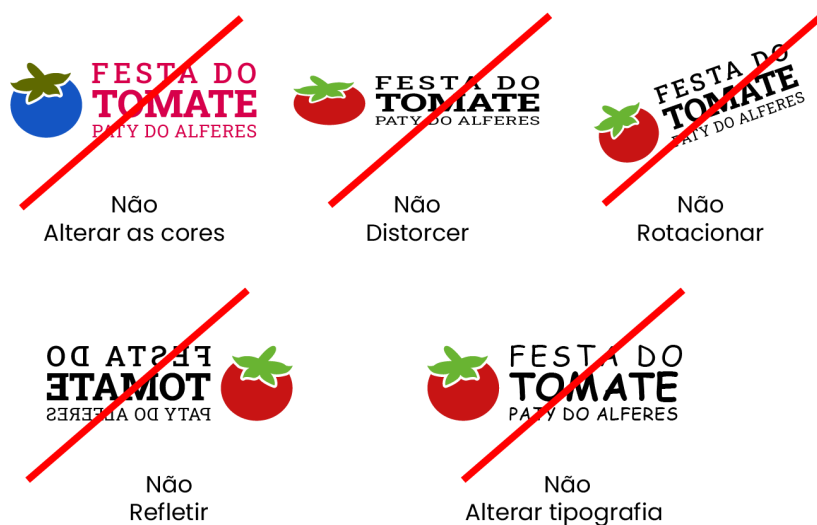 FESTA DO
TOMATE
PATY DO ALFERES
Não
Alterar as cores
FESTA DO
TOMATE
PATY DO ALFERES
Não
Distorcer
FESTA DO
TOMATE
PATY DO ALFERES
Não
Rotacionar
FESTA DO
TOMATE
PATY DO ALFERES
Não
Refletir
FESTA DO
TOMATE
PATY DO ALFERES
Não
Alterar tipografia